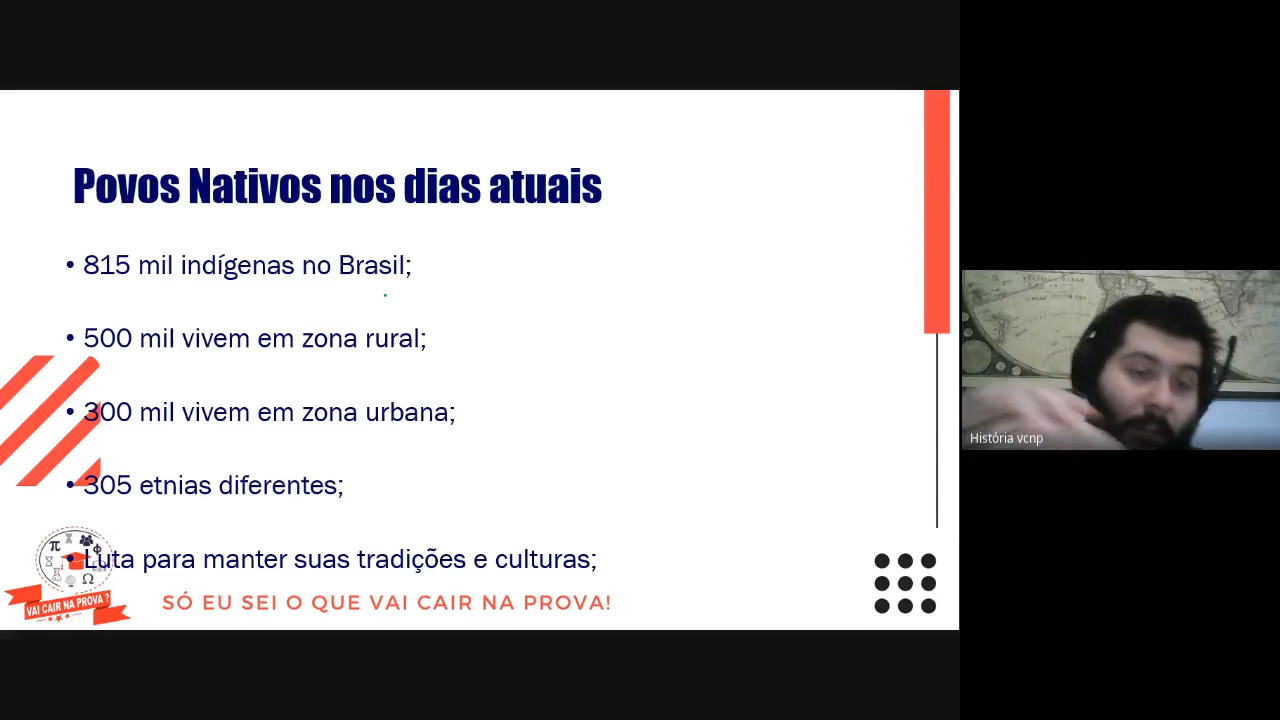 Povos Nativos nos dias atuais
• 815 mil indígenas no Brasil;
• 500 mil vivem em zona rural;
• 300 mil vivem em zona urbana;
• 305 etnias diferentes;
• Luta para manter suas tradições e culturas;
π
Φ
Ω
VAI CAIR NA PROVA ?
SÓ EU SEI O QUE VAI CAIR NA PROVA!
História vcnp